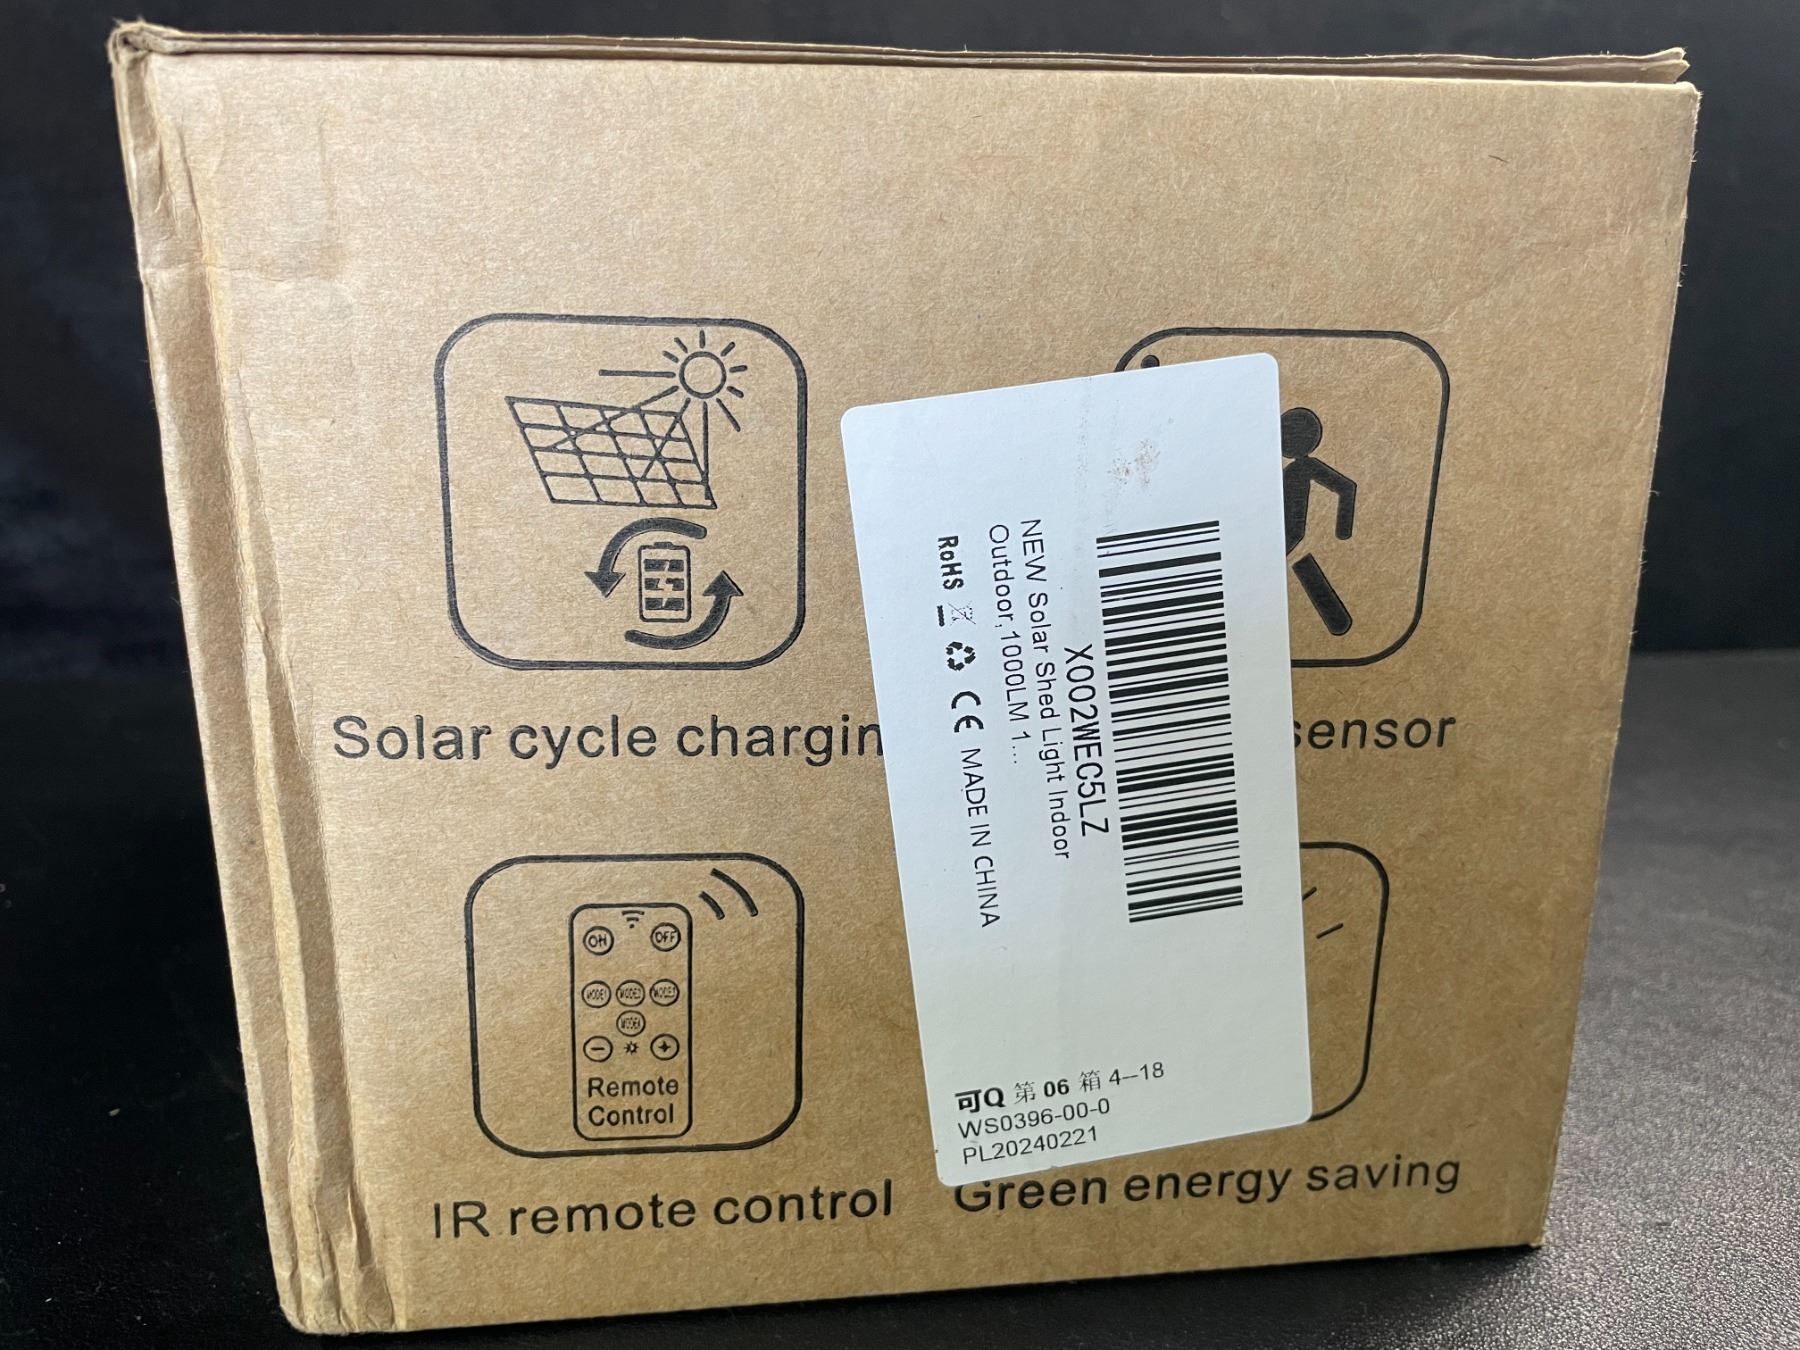 Solar cycle chargin
sensor
X002WEC5LZ
NEW Solar Shed Light Indoor
Outdoor,1000LM 1...
RoHS CE MADE IN CHINA
可Q 第 06 箱 4--18
WS0396-00-0
PL20240221
OFF
MODE1 MODE2 MODE3
MODE4
Remote
Control
IR remote control
Green energy saving